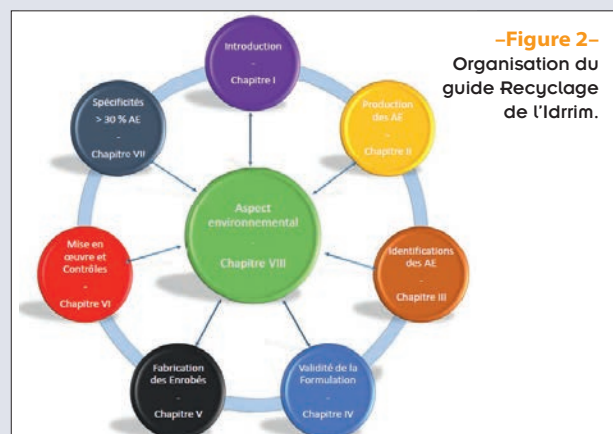 –Figure 2–
Organisation du
guide Recyclage
de l'Idrrim.
Introduction
-
Chapitre I
Production
des AE
-
Chapitre II
Identifications
des AE
-
Chapitre III
Validité de la
Formulation
-
Chapitre IV
Fabrication
des Enrobés
-
Chapitre V
Mise en
œuvre et
Contrôles
-
Chapitre VI
Spécificités
> 30 % AE
-
Chapitre VII
Aspect
environnemental
-
Chapitre VIII